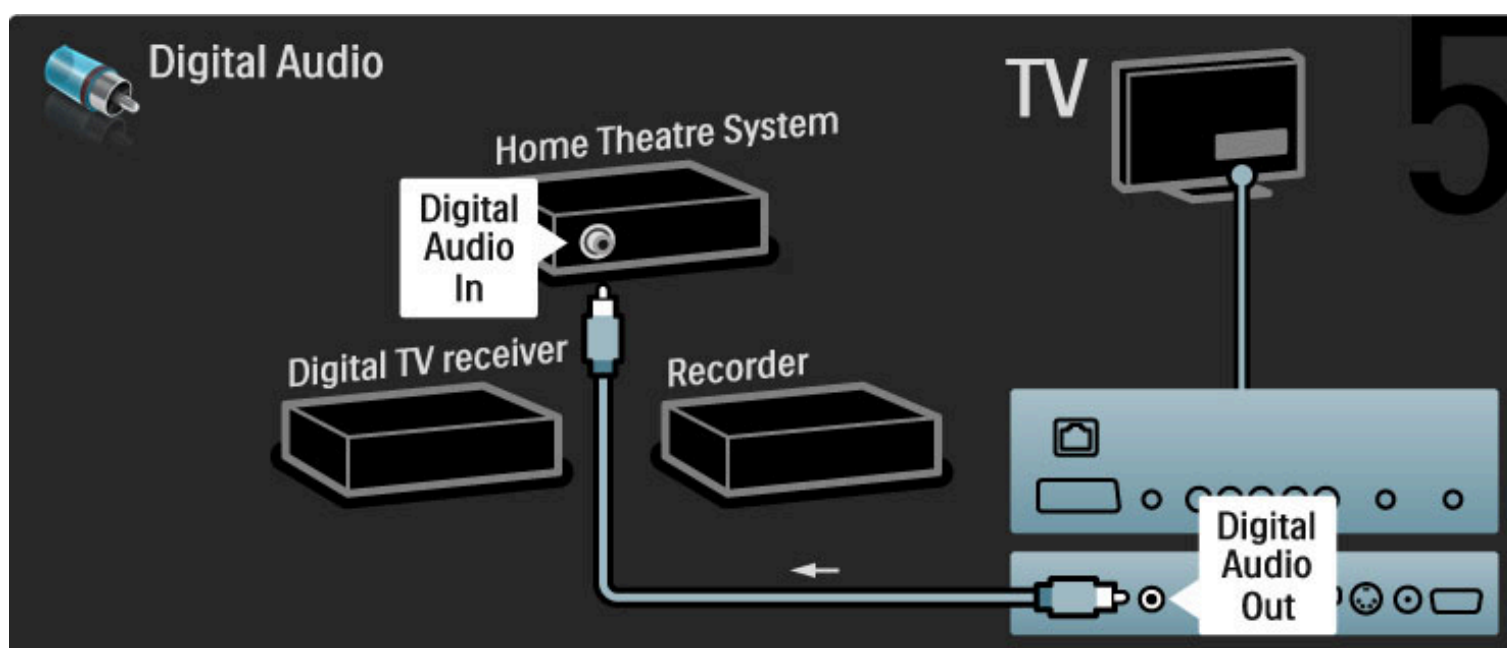 Digital Audio
TV
5
Home Theatre System
Digital
Audio
In
Digital TV receiver
Recorder
Digital
Audio
Out